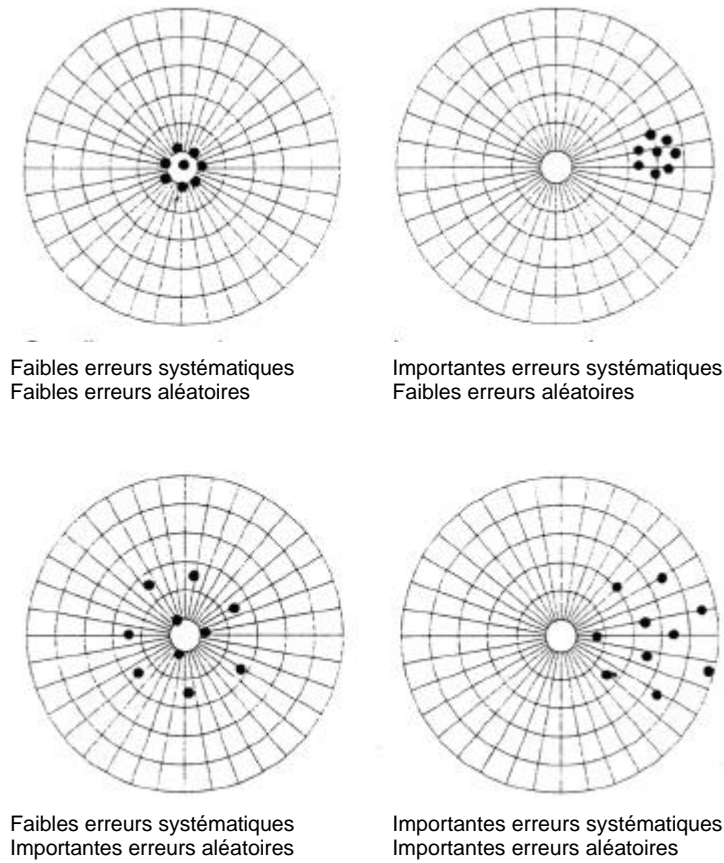 Faibles erreurs systématiques
Faibles erreurs aléatoires
Importantes erreurs systématiques
Faibles erreurs aléatoires
Faibles erreurs systématiques
Importantes erreurs aléatoires
Importantes erreurs systématiques
Importantes erreurs aléatoires